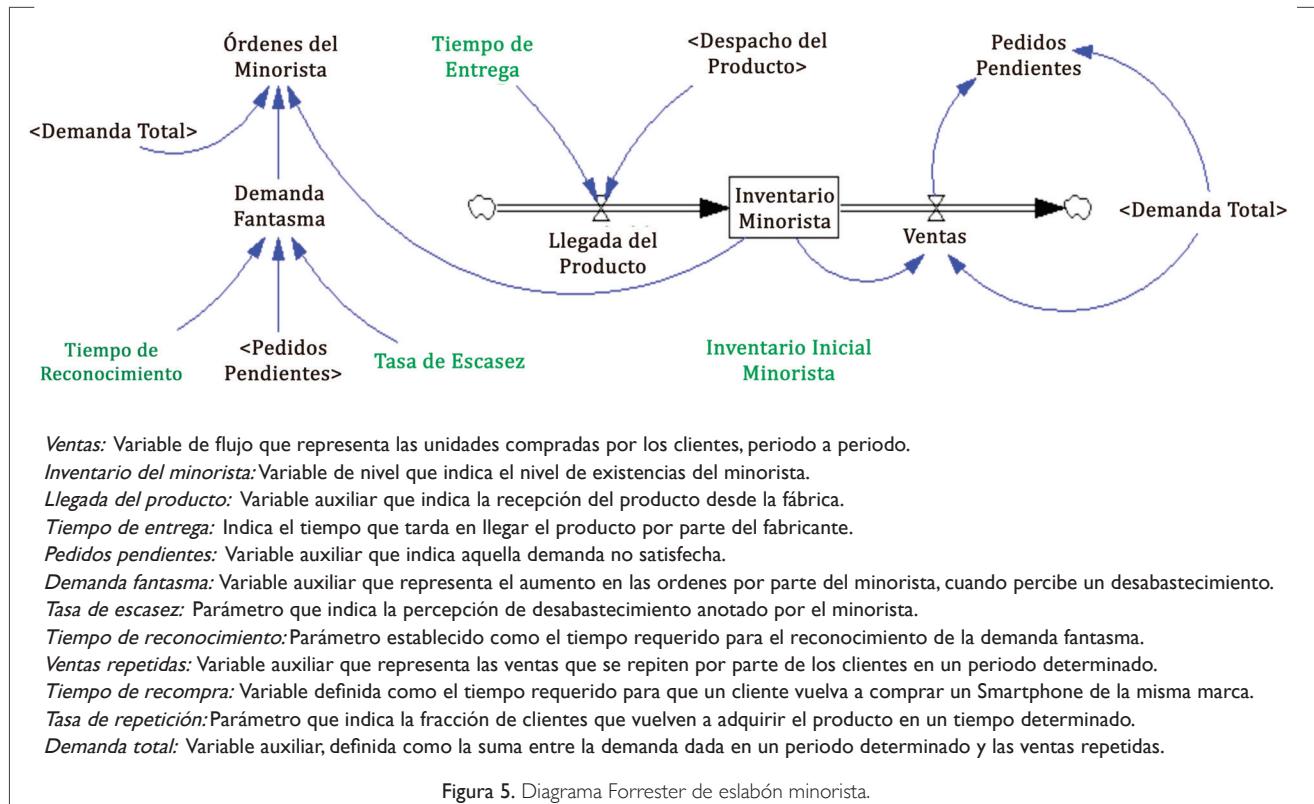 Órdenes del
Minorista
Tiempo de
Entrega
<Despacho del
Producto>
Pedidos
Pendientes
<Demanda Total>
Demanda
Fantasma
Llegada del
Producto
Inventario
Minorista
Ventas
<Demanda Total>
Tiempo de
Reconocimiento
<Pedidos
Pendientes>
Tasa de Escasez
Inventario Inicial
Minorista
Ventas: Variable de flujo que representa las unidades compradas por los clientes, periodo a periodo.
Inventario del minorista: Variable de nivel que indica el nivel de existencias del minorista.
Llegada del producto: Variable auxiliar que indica la recepción del producto desde la fábrica.
Tiempo de entrega: Indica el tiempo que tarda en llegar el producto por parte del fabricante.
Pedidos pendientes: Variable auxiliar que indica aquella demanda no satisfecha.
Demanda fantasma: Variable auxiliar que representa el aumento en las ordenes por parte del minorista, cuando percibe un desabastecimiento.
Tasa de escasez: Parámetro que indica la percepción de desabastecimiento anotado por el minorista.
Tiempo de reconocimiento: Parámetro establecido como el tiempo requerido para el reconocimiento de la demanda fantasma.
Ventas repetidas: Variable auxiliar que representa las ventas que se repiten por parte de los clientes en un periodo determinado.
Tiempo de recompra: Variable definida como el tiempo requerido para que un cliente vuelva a comprar un Smartphone de la misma marca.
Tasa de repetición: Parámetro que indica la fracción de clientes que vuelven a adquirir el producto en un tiempo determinado.
Demanda total: Variable auxiliar, definida como la suma entre la demanda dada en un periodo determinado y las ventas repetidas.
Figura 5. Diagrama Forrester de eslabón minorista.